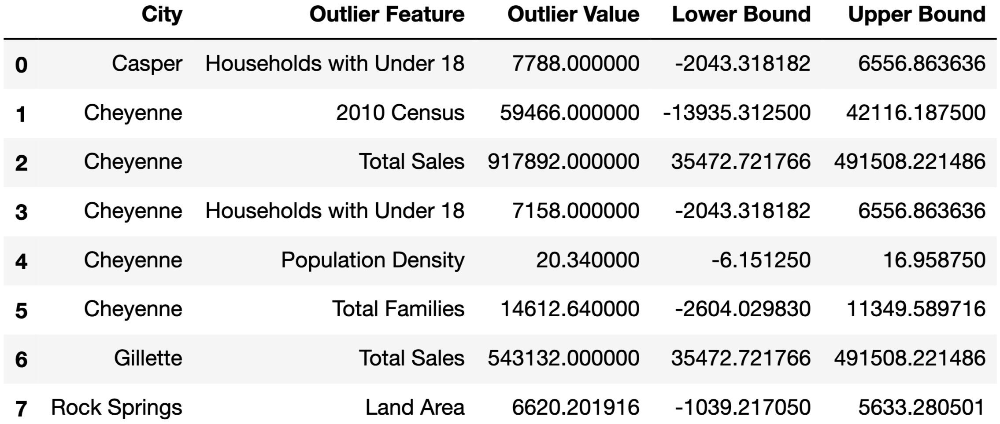 City Outlier Feature Outlier Value Lower Bound Upper Bound
0 Casper Households with Under 18 7788.000000 -2043.318182 6556.863636
1 Cheyenne 2010 Census 59466.000000 -13935.312500 42116.187500
2 Cheyenne Total Sales 917892.000000 35472.721766 491508.221486
3 Cheyenne Households with Under 18 7158.000000 -2043.318182 6556.863636
4 Cheyenne Population Density 20.340000 -6.151250 16.958750
5 Cheyenne Total Families 14612.640000 -2604.029830 11349.589716
6 Gillette Total Sales 543132.000000 35472.721766 491508.221486
7 Rock Springs Land Area 6620.201916 -1039.217050 5633.280501